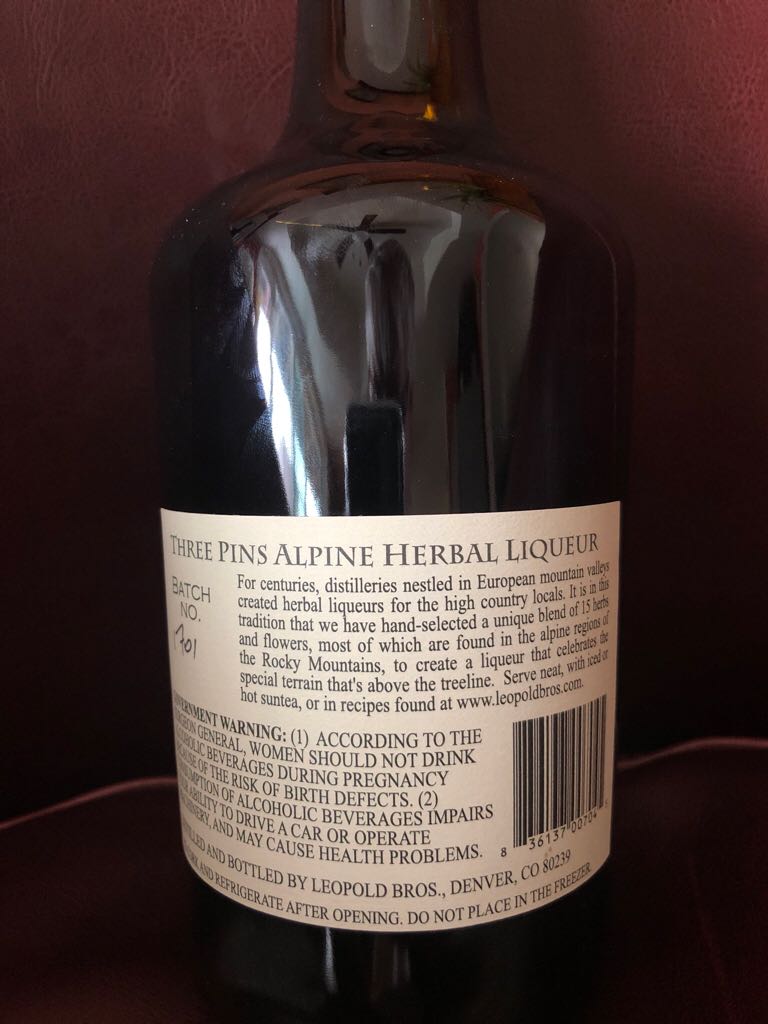 THREE PINS ALPINE HERBAL LIQUEUR
BATCH
NO.
1701
For centuries, distilleries nestled in European mountain valleys
created herbal liqueurs for the high country locals. It is in this
tradition that we have hand-selected a unique blend of 15 herbs
and flowers, most of which are found in the alpine regions of
the Rocky Mountains, to create a liqueur that celebrates the
special terrain that's above the treeline. Serve neat, with iced or
hot suntea, or in recipes found at www.leopoldbros.com.
WARNING: (1) ACCORDING TO THE
GENERAL, WOMEN SHOULD NOT DRINK
BEVERAGES DURING PREGNANCY
OF THE RISK OF BIRTH DEFECTS. (2)
OF ALCOHOLIC BEVERAGES IMPAIRS
ABILITY TO DRIVE A CAR OR OPERATE
AND MAY CAUSE HEALTH PROBLEMS.
8 36137 00704
AND BOTTLED BY LEOPOLD BROS., DENVER, CO 80239
AND REFRIGERATE AFTER OPENING. DO NOT PLACE IN THE FREEZER